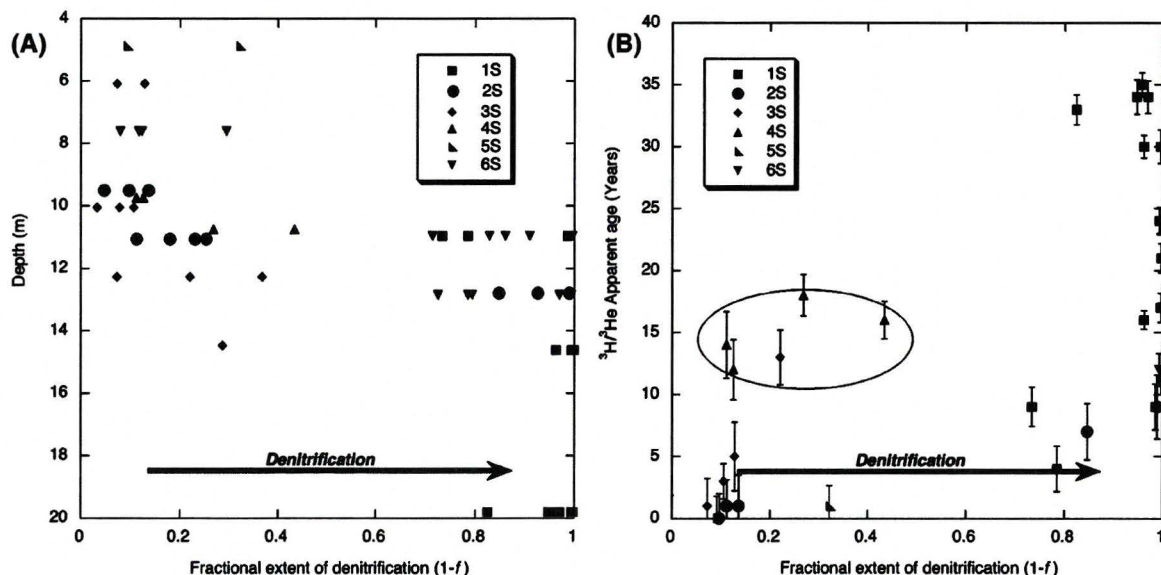 (A)
4
6
8
10
12
14
16
18
20
Depth (m)
1S
2S
3S
4S
5S
6S
Denitrification
0
0.2
0.4
0.6
0.8
1
Fractional extent of denitrification (1-f)
(B)
40
35
30
25
20
15
10
5
0
³H/³He Apparent age (Years)
1S
2S
3S
4S
5S
6S
Denitrification
0
0.2
0.4
0.6
0.8
1
Fractional extent of denitrification (1-f)